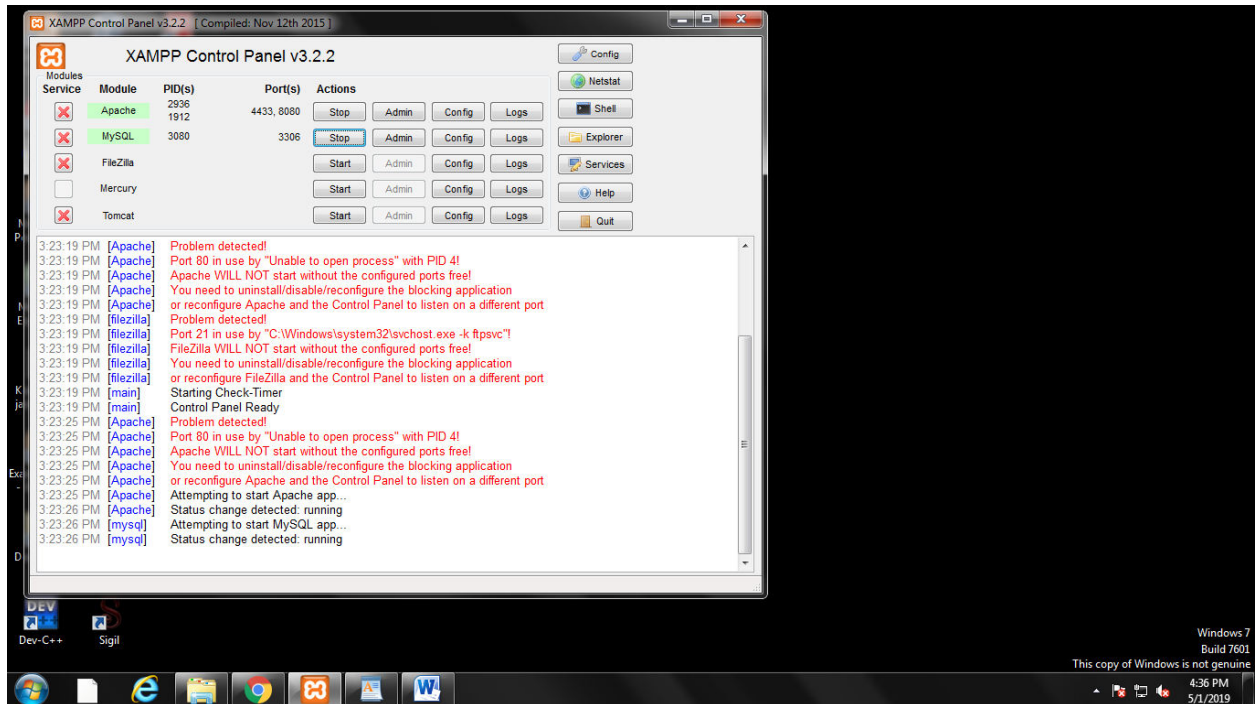 XAMPP Control Panel v3.2.2 [ Compiled: Nov 12th 2015 ]
XAMPP Control Panel v3.2.2
Config
Modules
Netstat
Service Module PID(s) Port(s) Actions
Apache 2936 1912 4433, 8080 Stop Admin Config Logs
Shell
MySQL 3080 3306 Stop Admin Config Logs
Explorer
FileZilla Start Admin Config Logs
Services
Mercury Start Admin Config Logs
Help
Tomcat Start Admin Config Logs
Quit
3:23:19 PM [Apache] Problem detected!
3:23:19 PM [Apache] Port 80 in use by "Unable to open process" with PID 4!
3:23:19 PM [Apache] Apache WILL NOT start without the configured ports free!
3:23:19 PM [Apache] You need to uninstall/disable/reconfigure the blocking application
3:23:19 PM [Apache] or reconfigure Apache and the Control Panel to listen on a different port
3:23:19 PM [filezilla] Problem detected!
3:23:19 PM [filezilla] Port 21 in use by "C:\Windows\system32\svchost.exe -k ftpsvc"!
3:23:19 PM [filezilla] FileZilla WILL NOT start without the configured ports free!
3:23:19 PM [filezilla] You need to uninstall/disable/reconfigure the blocking application
3:23:19 PM [filezilla] or reconfigure FileZilla and the Control Panel to listen on a different port
3:23:19 PM [main] Starting Check-Timer
3:23:19 PM [main] Control Panel Ready
3:23:25 PM [Apache] Problem detected!
3:23:25 PM [Apache] Port 80 in use by "Unable to open process" with PID 4!
3:23:25 PM [Apache] Apache WILL NOT start without the configured ports free!
3:23:25 PM [Apache] You need to uninstall/disable/reconfigure the blocking application
3:23:25 PM [Apache] or reconfigure Apache and the Control Panel to listen on a different port
3:23:25 PM [Apache] Attempting to start Apache app...
3:23:26 PM [Apache] Status change detected: running
3:23:26 PM [mysql] Attempting to start MySQL app...
3:23:26 PM [mysql] Status change detected: running
DEV
Dev-C++
Sigil
Windows 7
Build 7601
This copy of Windows is not genuine
4:36 PM
5/1/2019